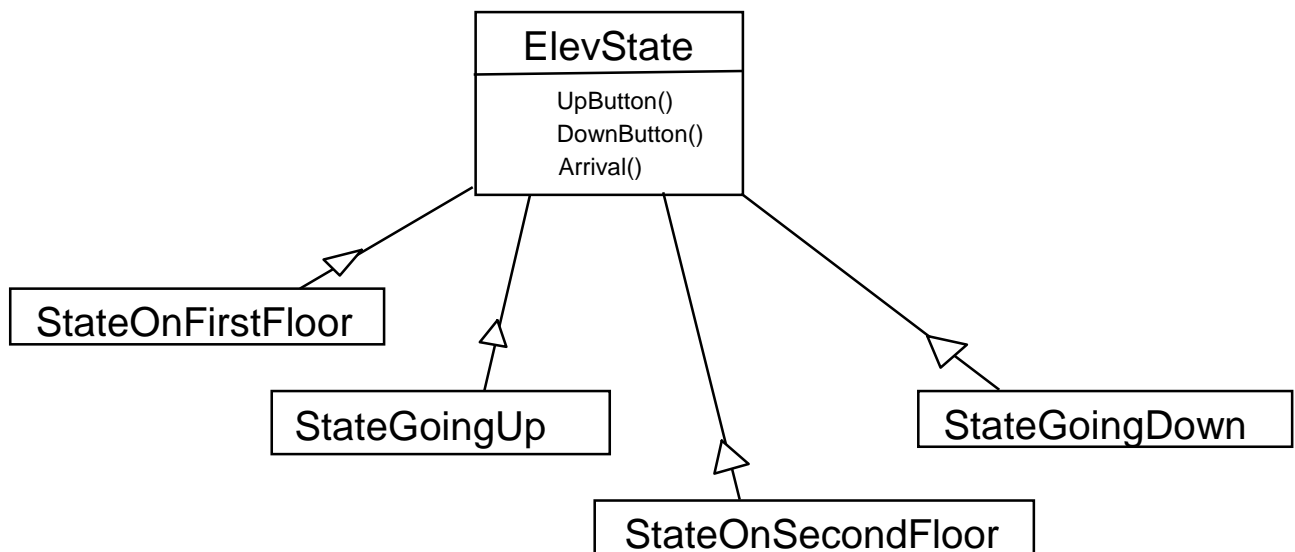 ElevState
UpButton()
DownButton()
Arrival()
StateOnFirstFloor
StateGoingUp
StateGoingDown
StateOnSecondFloor